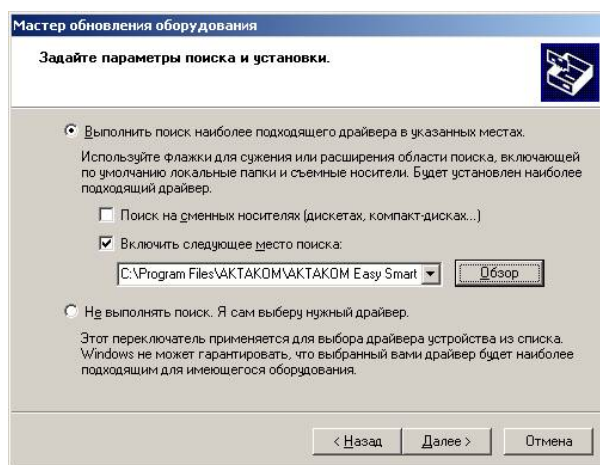 Мастер обновления оборудования
Задайте параметры поиска и установки.
Выполнить поиск наиболее подходящего драйвера в указанных местах.
Используйте флажки для сужения или расширения области поиска, включающей
по умолчанию локальные папки и съемные носители. Будет установлен наиболее
подходящий драйвер.
Поиск на сменных носителях (дискетах, компакт-дисках...)
Включить следующее место поиска:
C:\Program Files\AKTAKOM\AKTAKOM Easy Smart
Обзор
Не выполнять поиск. Я сам выберу нужный драйвер.
Этот переключатель применяется для выбора драйвера устройства из списка.
Windows не может гарантировать, что выбранный вами драйвер будет наиболее
подходящим для имеющегося оборудования.
< Назад Далее > Отмена